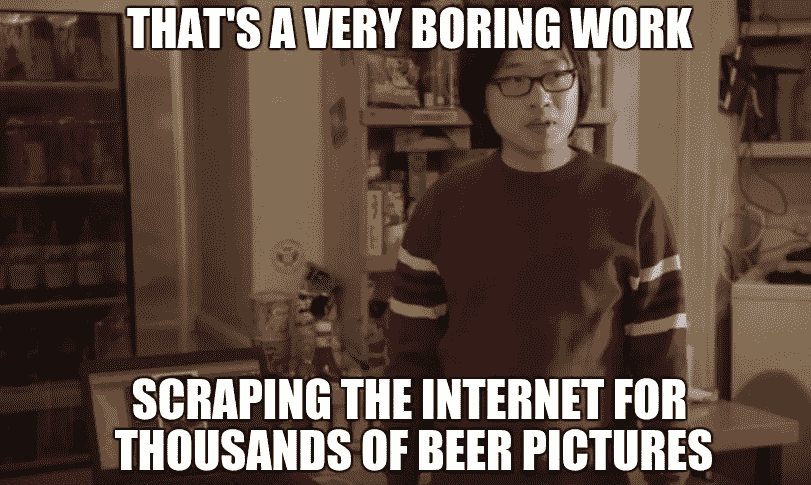 THAT'S A VERY BORING WORK
SCRAPING THE INTERNET FOR
THOUSANDS OF BEER PICTURES